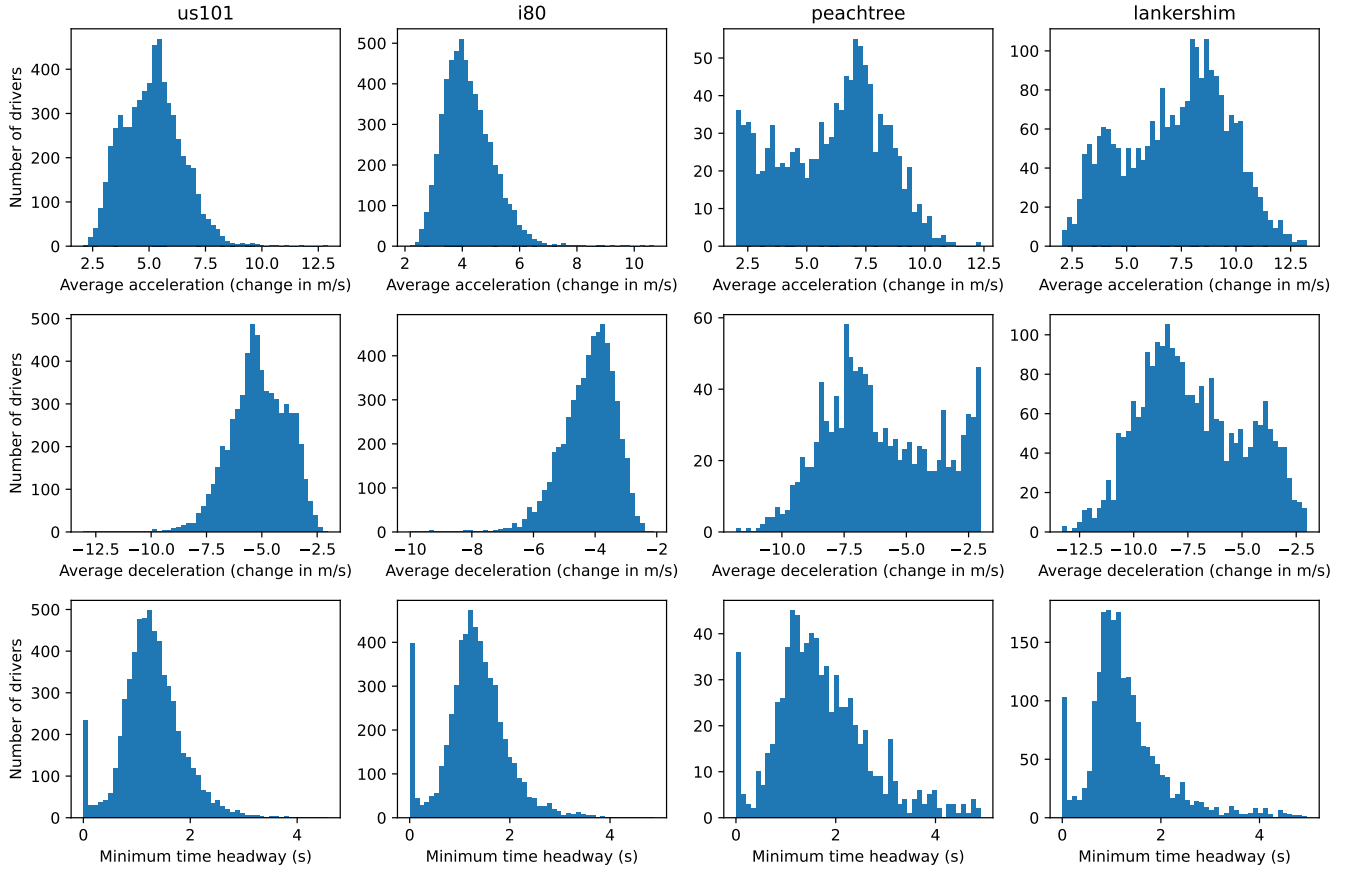 us101 i80 peachtree lankershim
Number of drivers
400
300
200
100
0
2.5 5.0 7.5 10.0 12.5
Average acceleration (change in m/s)
500
400
300
200
100
0
2 4 6 8 10
Average acceleration (change in m/s)
50
40
30
20
10
0
2.5 5.0 7.5 10.0 12.5
Average acceleration (change in m/s)
100
80
60
40
20
0
2.5 5.0 7.5 10.0 12.5
Average acceleration (change in m/s)
Number of drivers
500
400
300
200
100
0
−12.5 −10.0 −7.5 −5.0 −2.5
Average deceleration (change in m/s)
400
300
200
100
0
−10 −8 −6 −4 −2
Average deceleration (change in m/s)
60
40
20
0
−10.0 −7.5 −5.0 −2.5
Average deceleration (change in m/s)
100
80
60
40
20
0
−12.5 −10.0 −7.5 −5.0 −2.5
Average deceleration (change in m/s)
Number of drivers
500
400
300
200
100
0
0 2 4
Minimum time headway (s)
400
300
200
100
0
0 2 4
Minimum time headway (s)
40
30
20
10
0
0 2 4
Minimum time headway (s)
150
100
50
0
0 2 4
Minimum time headway (s)